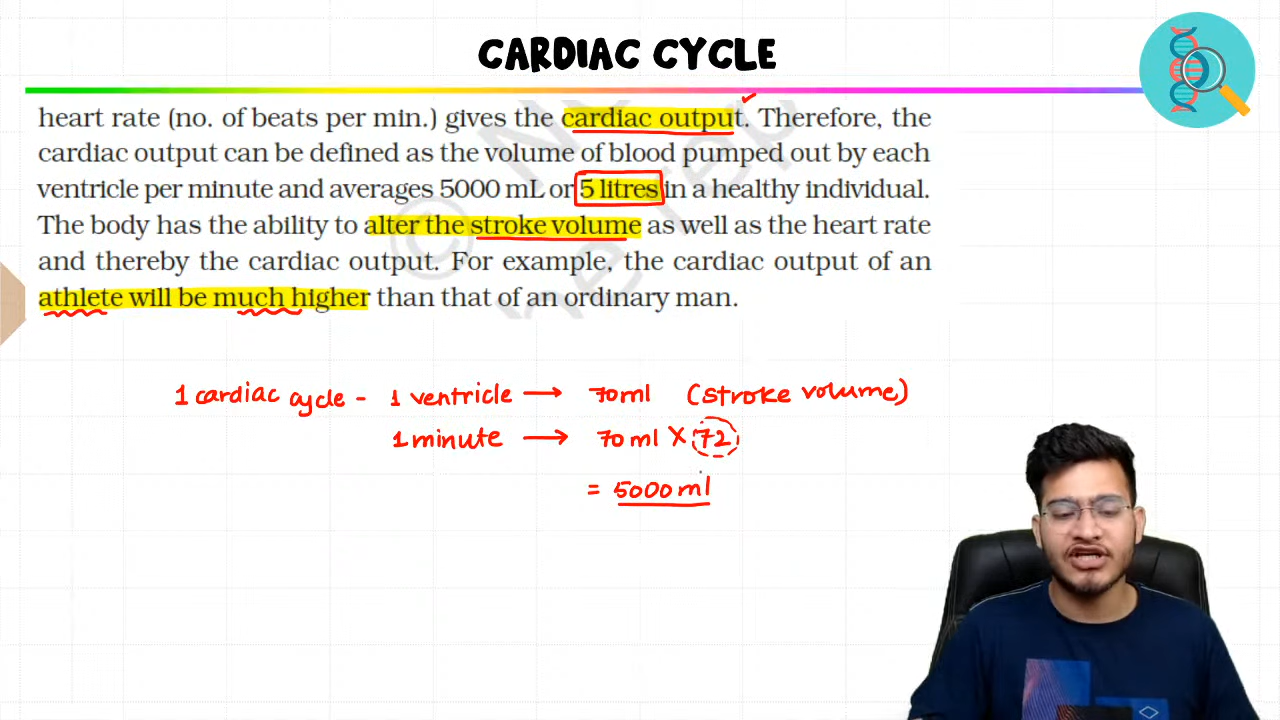 CARDIAC CYCLE
heart rate (no. of beats per min.) gives the cardiac output. Therefore, the
cardiac output can be defined as the volume of blood pumped out by each
ventricle per minute and averages 5000 mL or 5 litres in a healthy individual.
The body has the ability to alter the stroke volume as well as the heart rate
and thereby the cardiac output. For example, the cardiac output of an
athlete will be much higher than that of an ordinary man.
1 cardiac cycle - 1 ventricle → 70ml (stroke volume)
1 minute → 70 ml × 72
= 5000 ml